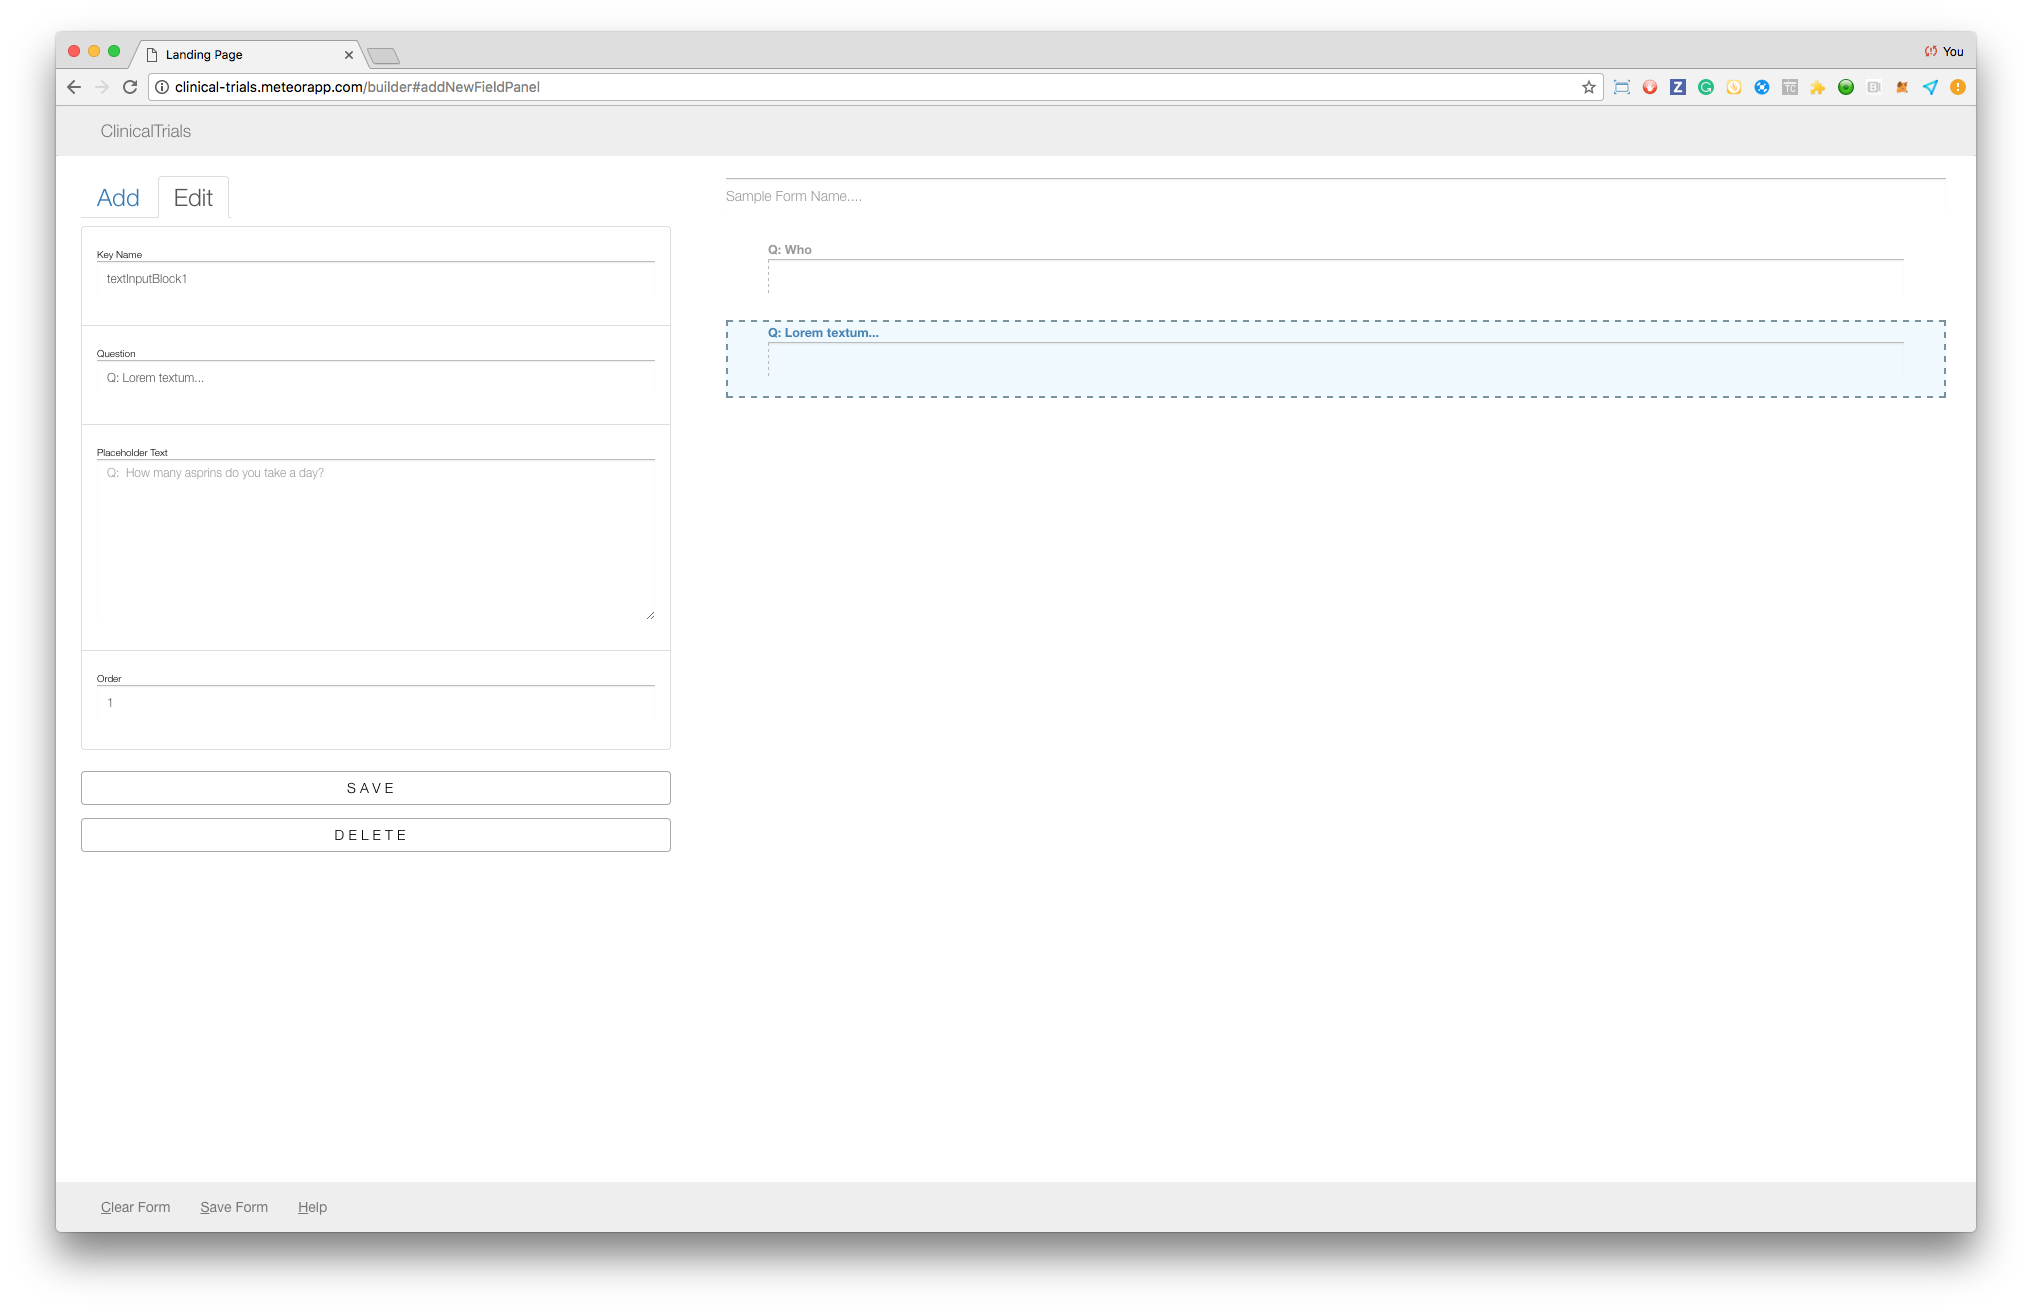 Landing Page
You
clinical-trials.meteorapp.com/builder#addNewFieldPanel
ClinicalTrials
Add
Edit
Key Name
textInputBlock1
Question
Q: Lorem textum...
Placeholder Text
Q: How many asprins do you take a day?
Order
1
SAVE
DELETE
Sample Form Name....
Q: Who
Q: Lorem textum...
Clear Form
Save Form
Help